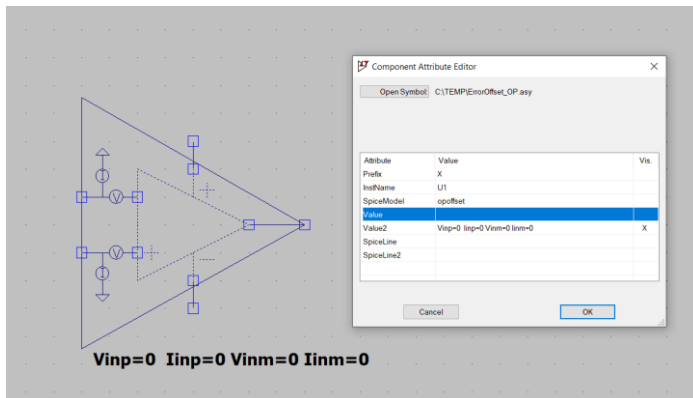 Component Attribute Editor
Open Symbol: C:\TEMP\ErrorOffset_OP.asy
Attribute Value Vis.
Prefix X
InstName U1
SpiceModel opoffset
Value
Value2 Vinp=0 Iinp=0 Vinm=0 Iinm=0 X
SpiceLine
SpiceLine2
Cancel OK
V
I
V
I
Vinp=0 Iinp=0 Vinm=0 Iinm=0